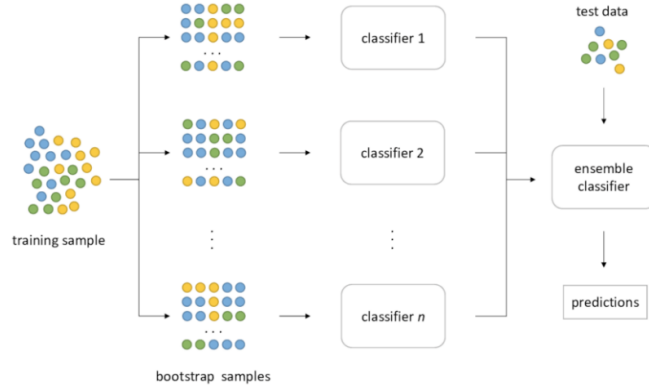 test data
classifier 1
...
classifier 2
...
ensemble
classifier
training sample
classifier n
predictions
...
bootstrap samples